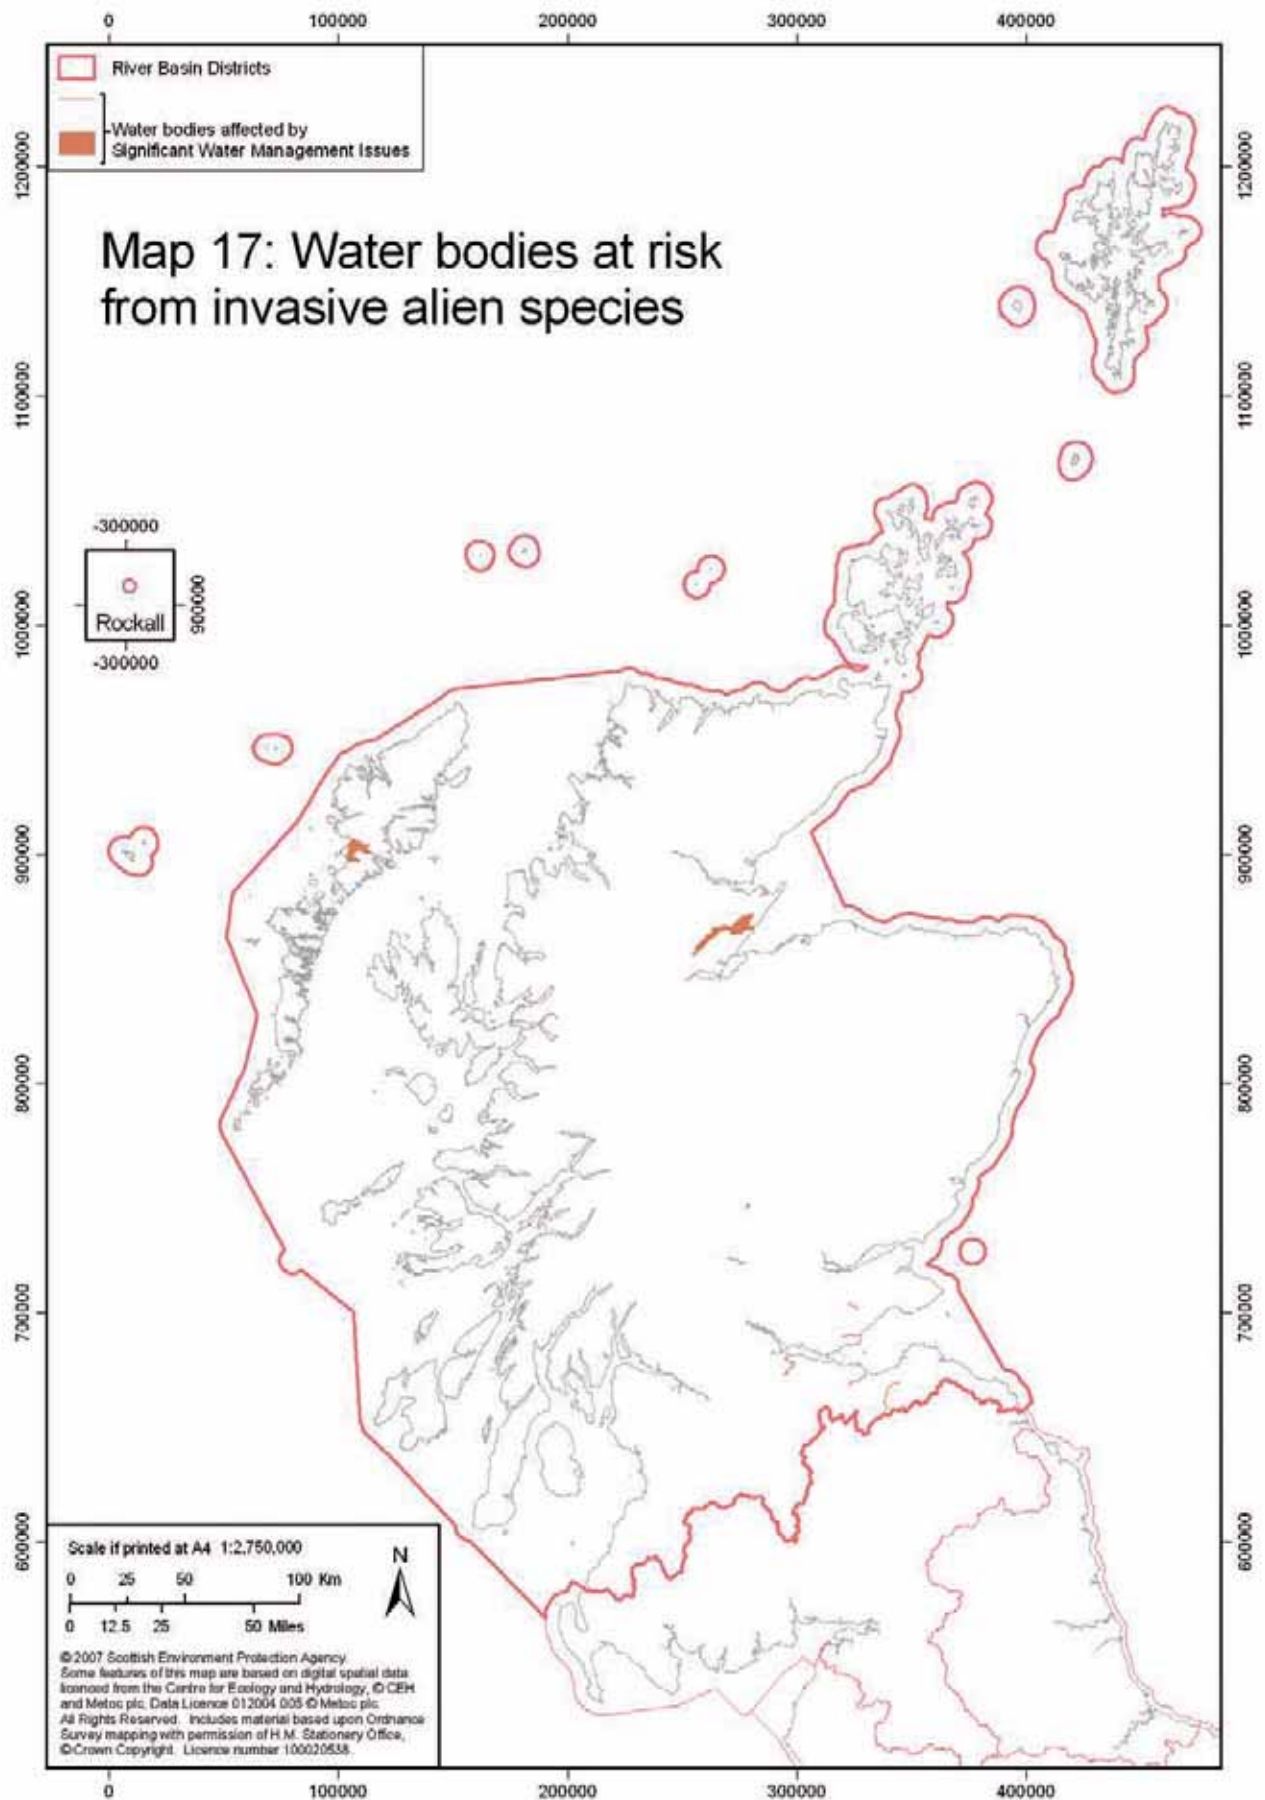 0 100000 200000 300000 400000
River Basin Districts
Water bodies affected by
Significant Water Management Issues
Map 17: Water bodies at risk
from invasive alien species
1200000
1100000
1000000
900000
800000
700000
600000
1200000
1100000
1000000
900000
800000
700000
600000
-300000
900000
Rockall
-300000
Scale if printed at A4 1:2,750,000
N
0 25 50 100 Km
0 12.5 25 50 Miles
© 2007 Scottish Environment Protection Agency.
Some features of this map are based on digital spatial data
licenced from the Centre for Ecology and Hydrology, © CEH
and Metoc plc. Data Licence 012004.005 © Metoc plc.
All Rights Reserved. Includes material based upon Ordnance
Survey mapping with permission of H.M. Stationery Office,
© Crown Copyright. Licence number 100020538.
0 100000 200000 300000 400000